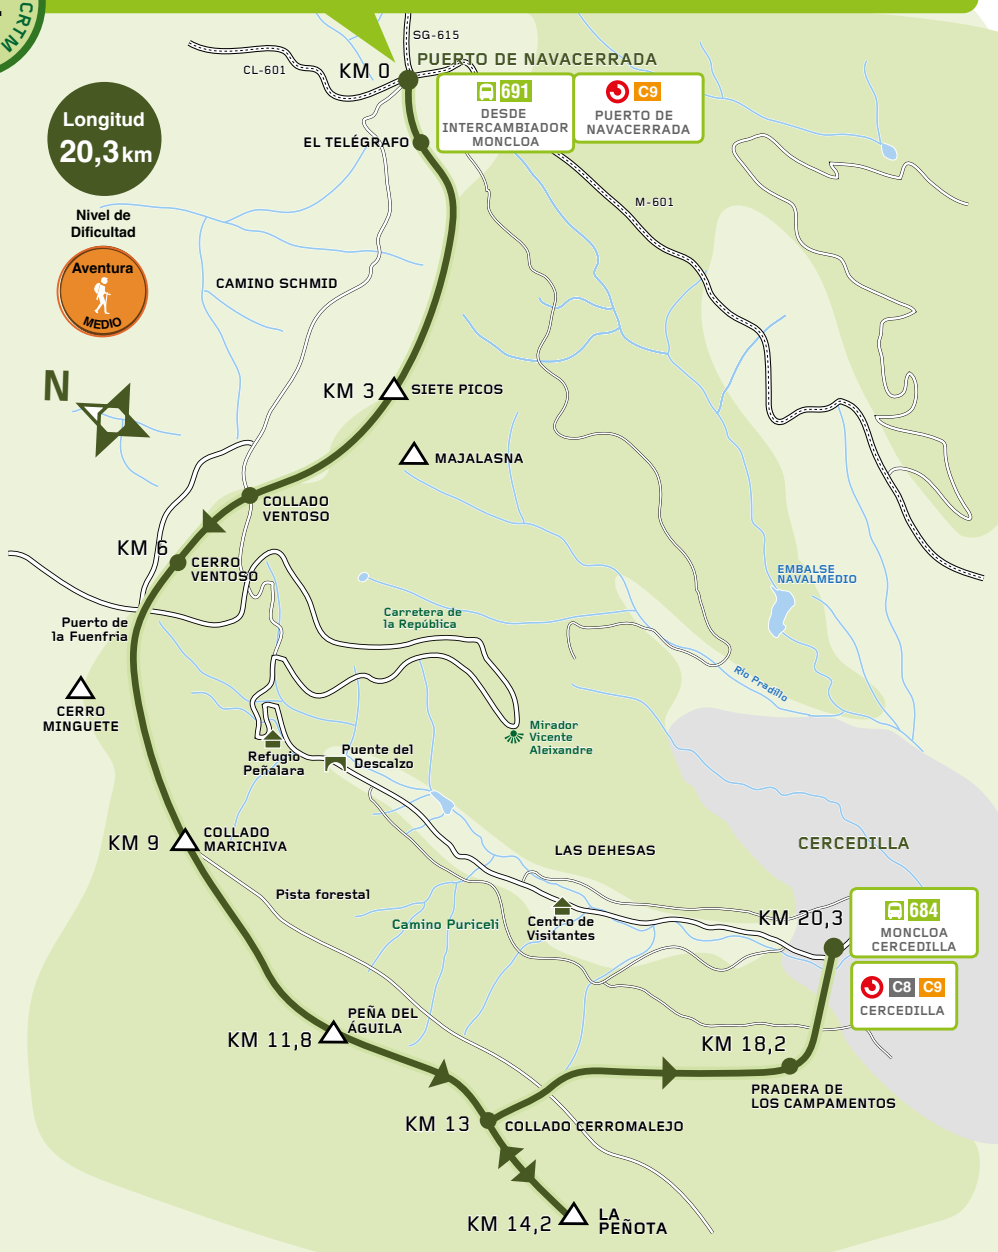 CRTM
SG-615
CL-601
KM 0
PUERTO DE NAVACERRADA
691
DESDE
INTERCAMBIADOR
MONCLOA
C9
PUERTO DE
NAVACERRADA
Longitud
20,3 km
EL TELÉGRAFO
Nivel de
Dificultad
Aventura
MEDIO
M-601
CAMINO SCHMID
N
KM 3
SIETE PICOS
MAJALASNA
COLLADO
VENTOSO
KM 6
CERRO
VENTOSO
EMBALSE
NAVALMEDIO
Puerto de
la Fuenfria
Carretera de
la República
Río Pradillo
CERRO
MINGUETE
Mirador
Vicente
Aleixandre
Refugio
Peñalara
Puente del
Descalzo
KM 9
COLLADO
MARICHIVA
LAS DEHESAS
CERCEDILLA
Pista forestal
Camino Puriceli
Centro de
Visitantes
KM 20,3
684
MONCLOA
CERCEDILLA
C8 C9
CERCEDILLA
PEÑA DEL
ÁGUILA
KM 11,8
KM 18,2
PRADERA DE
LOS CAMPAMENTOS
KM 13
COLLADO CERROMALEJO
KM 14,2
LA
PEÑOTA